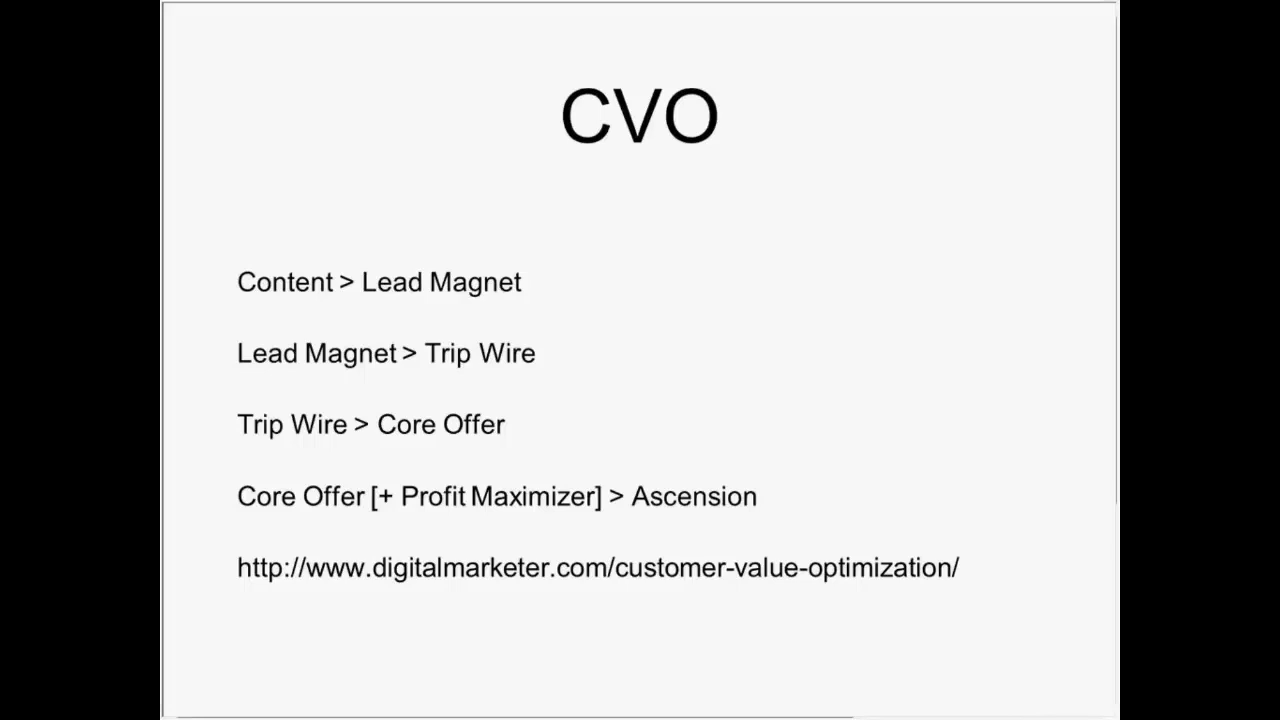 CVO
Content > Lead Magnet
Lead Magnet > Trip Wire
Trip Wire > Core Offer
Core Offer [+ Profit Maximizer] > Ascension
http://www.digitalmarketer.com/customer-value-optimization/